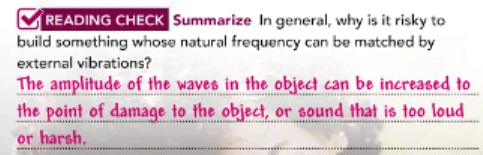 READING CHECK Summarize In general, why is it risky to
build something whose natural frequency can be matched by
external vibrations?
The amplitude of the waves in the object can be increased to
the point of damage to the object, or sound that is too loud
or harsh.